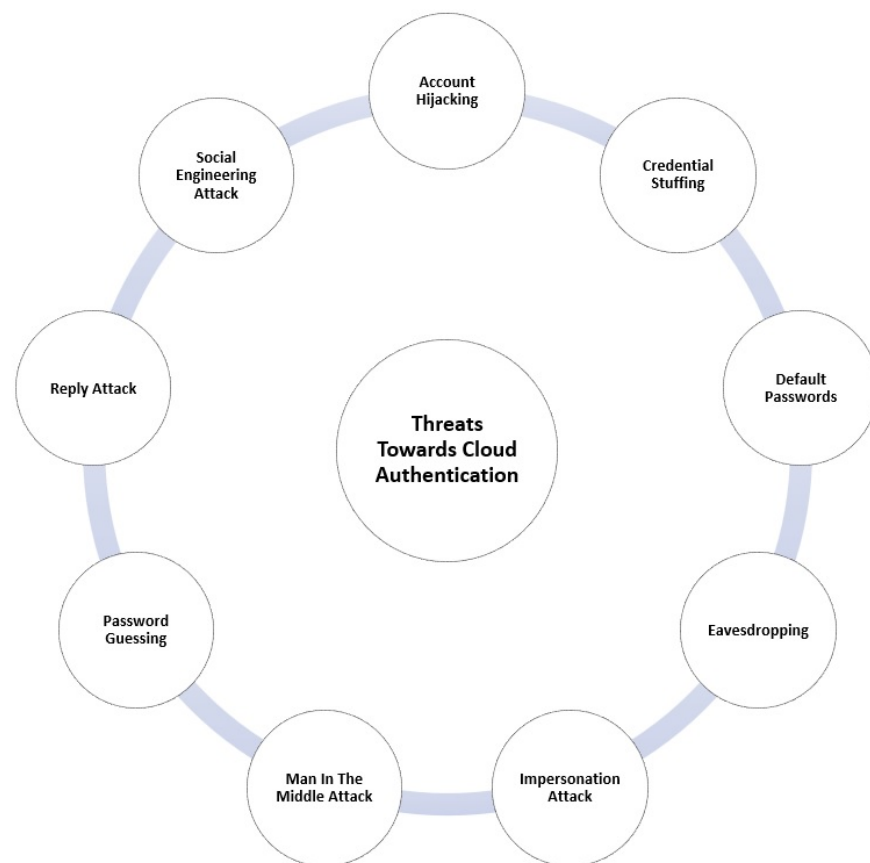 Account
Hijacking
Credential
Stuffing
Default
Passwords
Eavesdropping
Impersonation
Attack
Man In The
Middle Attack
Password
Guessing
Reply Attack
Social
Engineering
Attack
Threats
Towards Cloud
Authentication